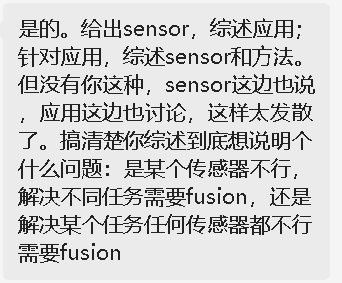 是的。给出sensor，综述应用；
针对应用，综述sensor和方法。
但没有你这种，sensor这边也说
，应用这边也讨论，这样太发散
了。搞清楚你综述到底想说明个
什么问题：是某个传感器不行，
解决不同任务需要fusion，还是
解决某个任务任何传感器都不行
需要fusion